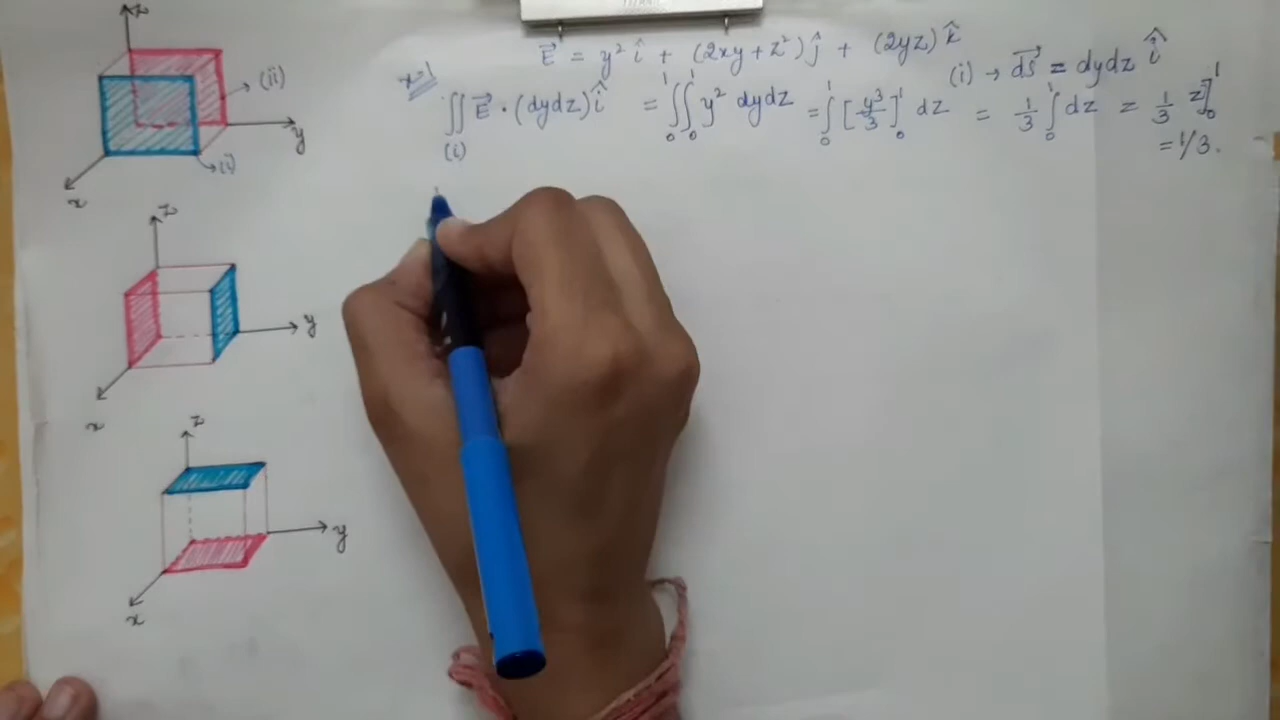 E⃗ = y² î + (2xy + z²) ĵ + (2yz) k̂
(i) → ds⃗ = dydz î
x=1
∬ E⃗ · (dydz) î = ∫₀¹∫₀¹ y² dydz = ∫₀¹ [y³/3]₀¹ dz = 1/3 ∫₀¹ dz = 1/3 z]₀¹
(i)
= 1/3.
z
(ii)
y
(i)
x
z
y
x
z
y
x